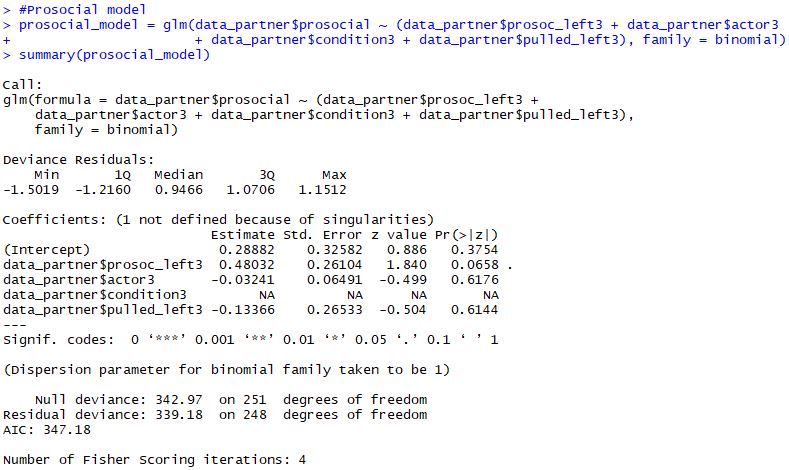 > #Prosocial model
> prosocial_model = glm(data_partner$prosocial ~ (data_partner$prosoc_left3 + data_partner$actor3
+                       + data_partner$condition3 + data_partner$pulled_left3), family = binomial)
> summary(prosocial_model)

Call:
glm(formula = data_partner$prosocial ~ (data_partner$prosoc_left3 +
    data_partner$actor3 + data_partner$condition3 + data_partner$pulled_left3),
    family = binomial)

Deviance Residuals:
    Min       1Q   Median       3Q      Max
-1.5019  -1.2160   0.9466   1.0706   1.1512

Coefficients: (1 not defined because of singularities)
                          Estimate Std. Error z value Pr(>|z|)
(Intercept)                0.28882    0.32582   0.886   0.3754
data_partner$prosoc_left3  0.48032    0.26104   1.840   0.0658 .
data_partner$actor3       -0.03241    0.06491  -0.499   0.6176
data_partner$condition3         NA         NA      NA       NA
data_partner$pulled_left3 -0.13366    0.26533  -0.504   0.6144
---
Signif. codes:  0 ‘***’ 0.001 ‘**’ 0.01 ‘*’ 0.05 ‘.’ 0.1 ‘ ’ 1

(Dispersion parameter for binomial family taken to be 1)

    Null deviance: 342.97  on 251  degrees of freedom
Residual deviance: 339.18  on 248  degrees of freedom
AIC: 347.18

Number of Fisher Scoring iterations: 4